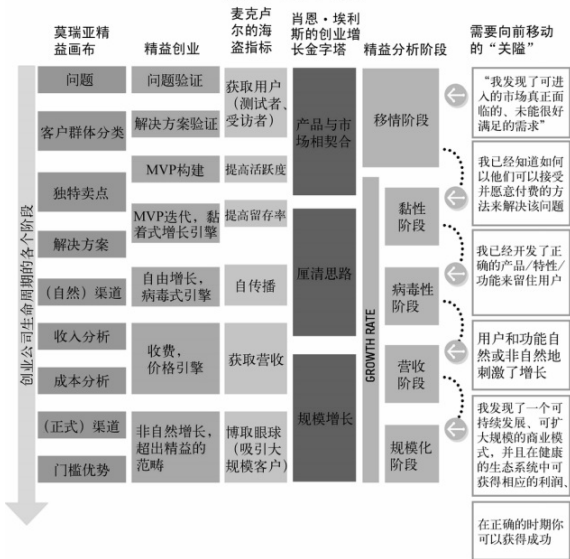 莫瑞亚精
益画布
精益创业
麦克卢
尔的海
盗指标
肖恩·埃利
斯的创业增
长金字塔
精益分析阶段
需要向前移动
的“关隘”
创业公司生命周期的各个阶段
问题
客户群体分类
独特卖点
解决方案
（自然）渠道
收入分析
成本分析
（正式）渠道
门槛优势
问题验证
解决方案验证
MVP构建
MVP迭代，黏
着式增长引擎
自由增长，
病毒式引擎
收费，
价格引擎
非自然增长，
超出精益的
范畴
获取用户
（测试者、
受访者）
提高活跃度
提高留存率
自传播
获取营收
博取眼球
（吸引大
规模客户）
产品与市
场相契合
厘清思路
规模增长
GROWTH RATE
移情阶段
黏性
阶段
病毒性
阶段
营收
阶段
规模化
阶段
“我发现了可进
入的市场真正面
临的、未能很好
满足的需求”
我已经知道如何
以他们可以接受
并愿意付费的方
法来解决该问题
我已经开发了正
确的产品/特性/
功能来留住用户
用户和功能自
然或非自然地
刺激了增长
我发现了一个可
持续发展、可扩
大规模的商业模
式，并且在健康
的生态系统中可
获得相应的利润、
在正确的时期你
可以获得成功